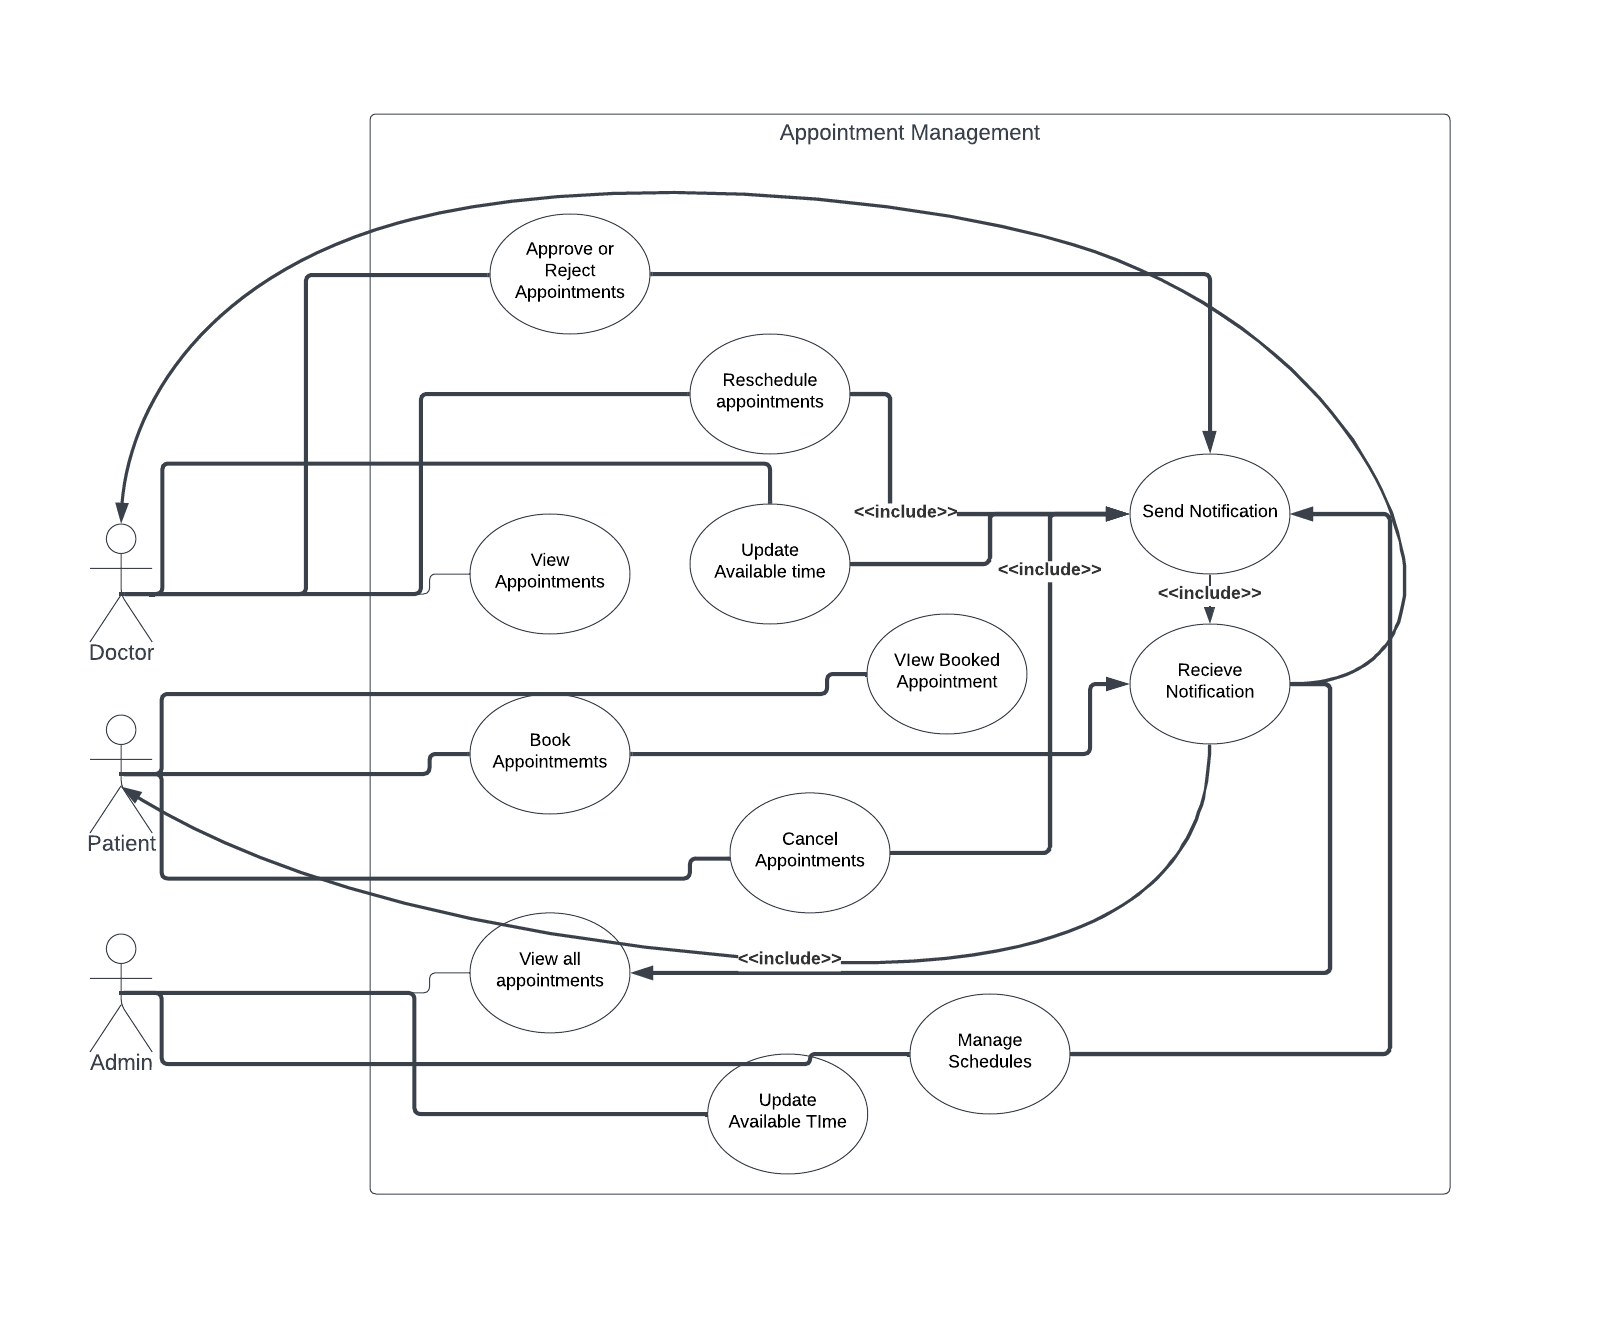 Appointment Management
Approve or
Reject
Appointments
Reschedule
appointments
<<include>>
Send Notification
View
Appointments
Update
Available time
<<include>>
<<include>>
Doctor
VIew Booked
Appointment
Recieve
Notification
Book
Appointmemts
Patient
Cancel
Appointments
<<include>>
View all
appointments
Admin
Manage
Schedules
Update
Available TIme